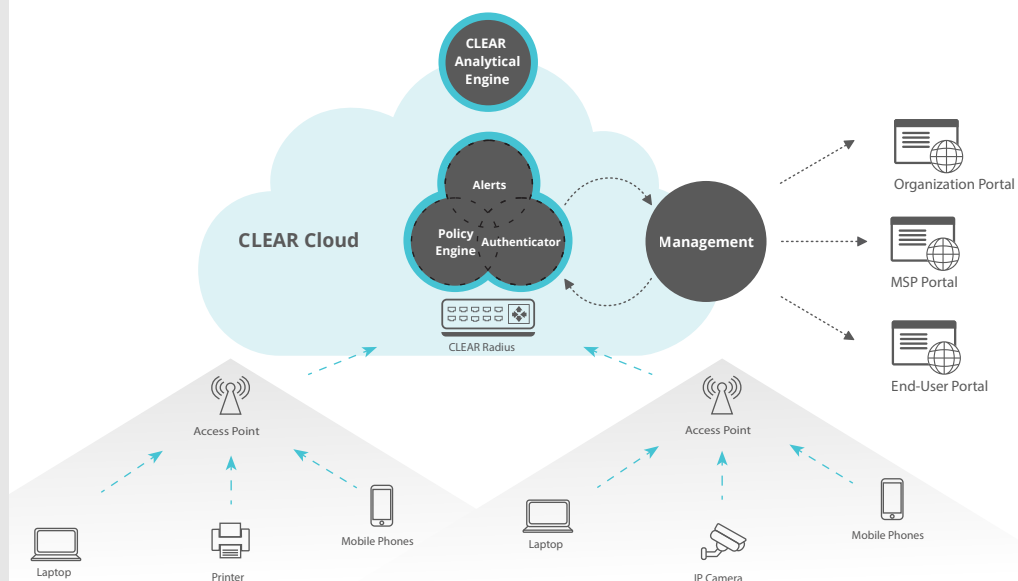 CLEAR
Analytical
Engine
Alerts
Policy
Engine
Authenticator
CLEAR Cloud
Management
CLEAR Radius
Organization Portal
MSP Portal
End-User Portal
Access Point
Laptop
Printer
Mobile Phones
Access Point
Laptop
IP Camera
Mobile Phones